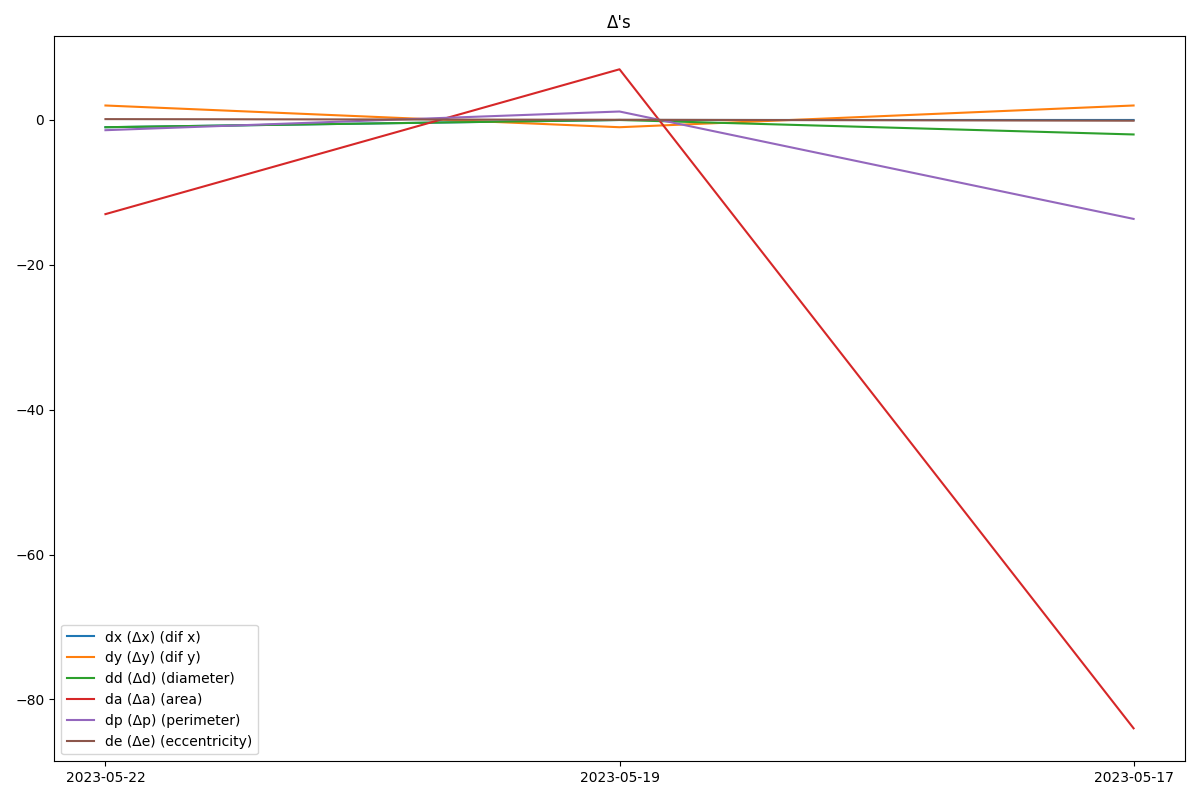 Δ's
0
−20
−40
−60
−80
dx (Δx) (dif x)
dy (Δy) (dif y)
dd (Δd) (diameter)
da (Δa) (area)
dp (Δp) (perimeter)
de (Δe) (eccentricity)
2023-05-22 2023-05-19 2023-05-17